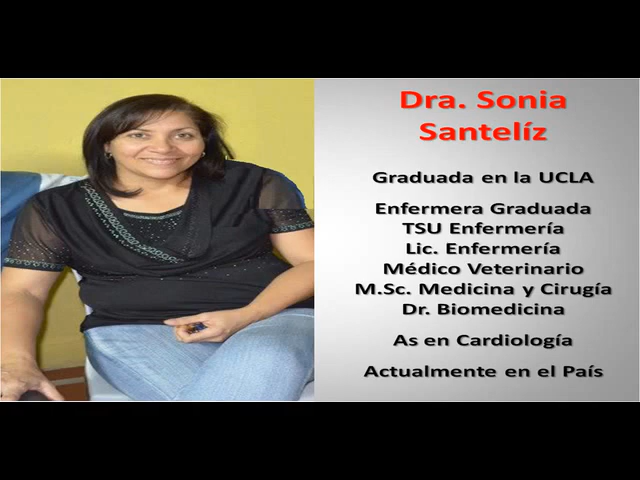 Dra. Sonia
Santelíz
Graduada en la UCLA
Enfermera Graduada
TSU Enfermería
Lic. Enfermería
Médico Veterinario
M.Sc. Medicina y Cirugía
Dr. Biomedicina
As en Cardiología
Actualmente en el País